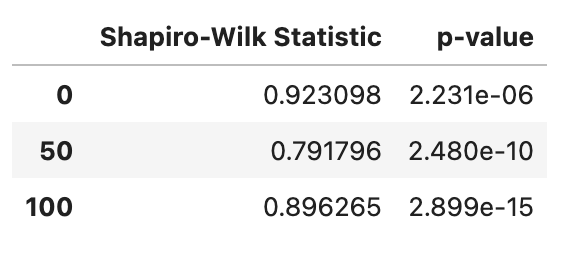 Shapiro-Wilk Statistic p-value
0 0.923098 2.231e-06
50 0.791796 2.480e-10
100 0.896265 2.899e-15